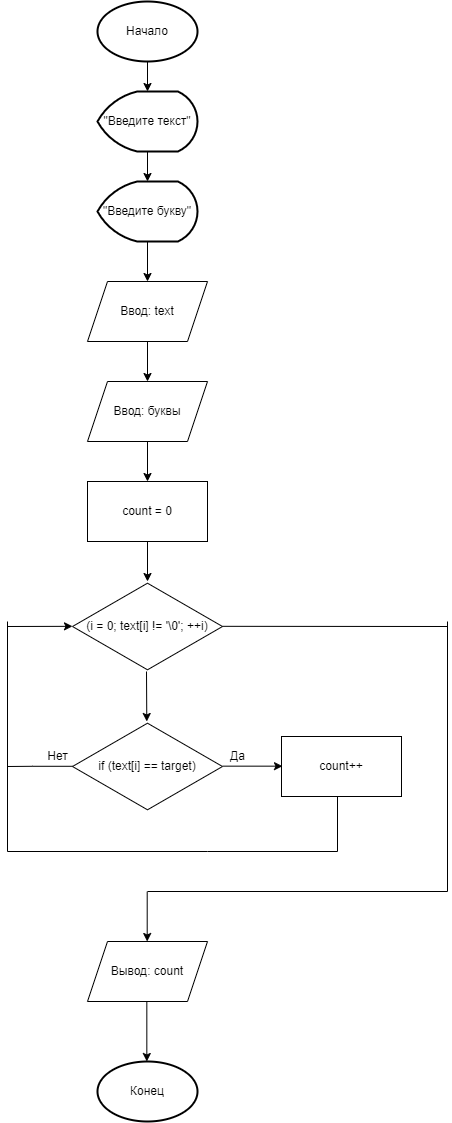 Начало
"Введите текст"
"Введите букву"
Ввод: text
Ввод: буквы
count = 0
(i = 0; text[i] != '\0'; ++i)
Нет
if (text[i] == target)
Да
count++
Вывод: count
Конец